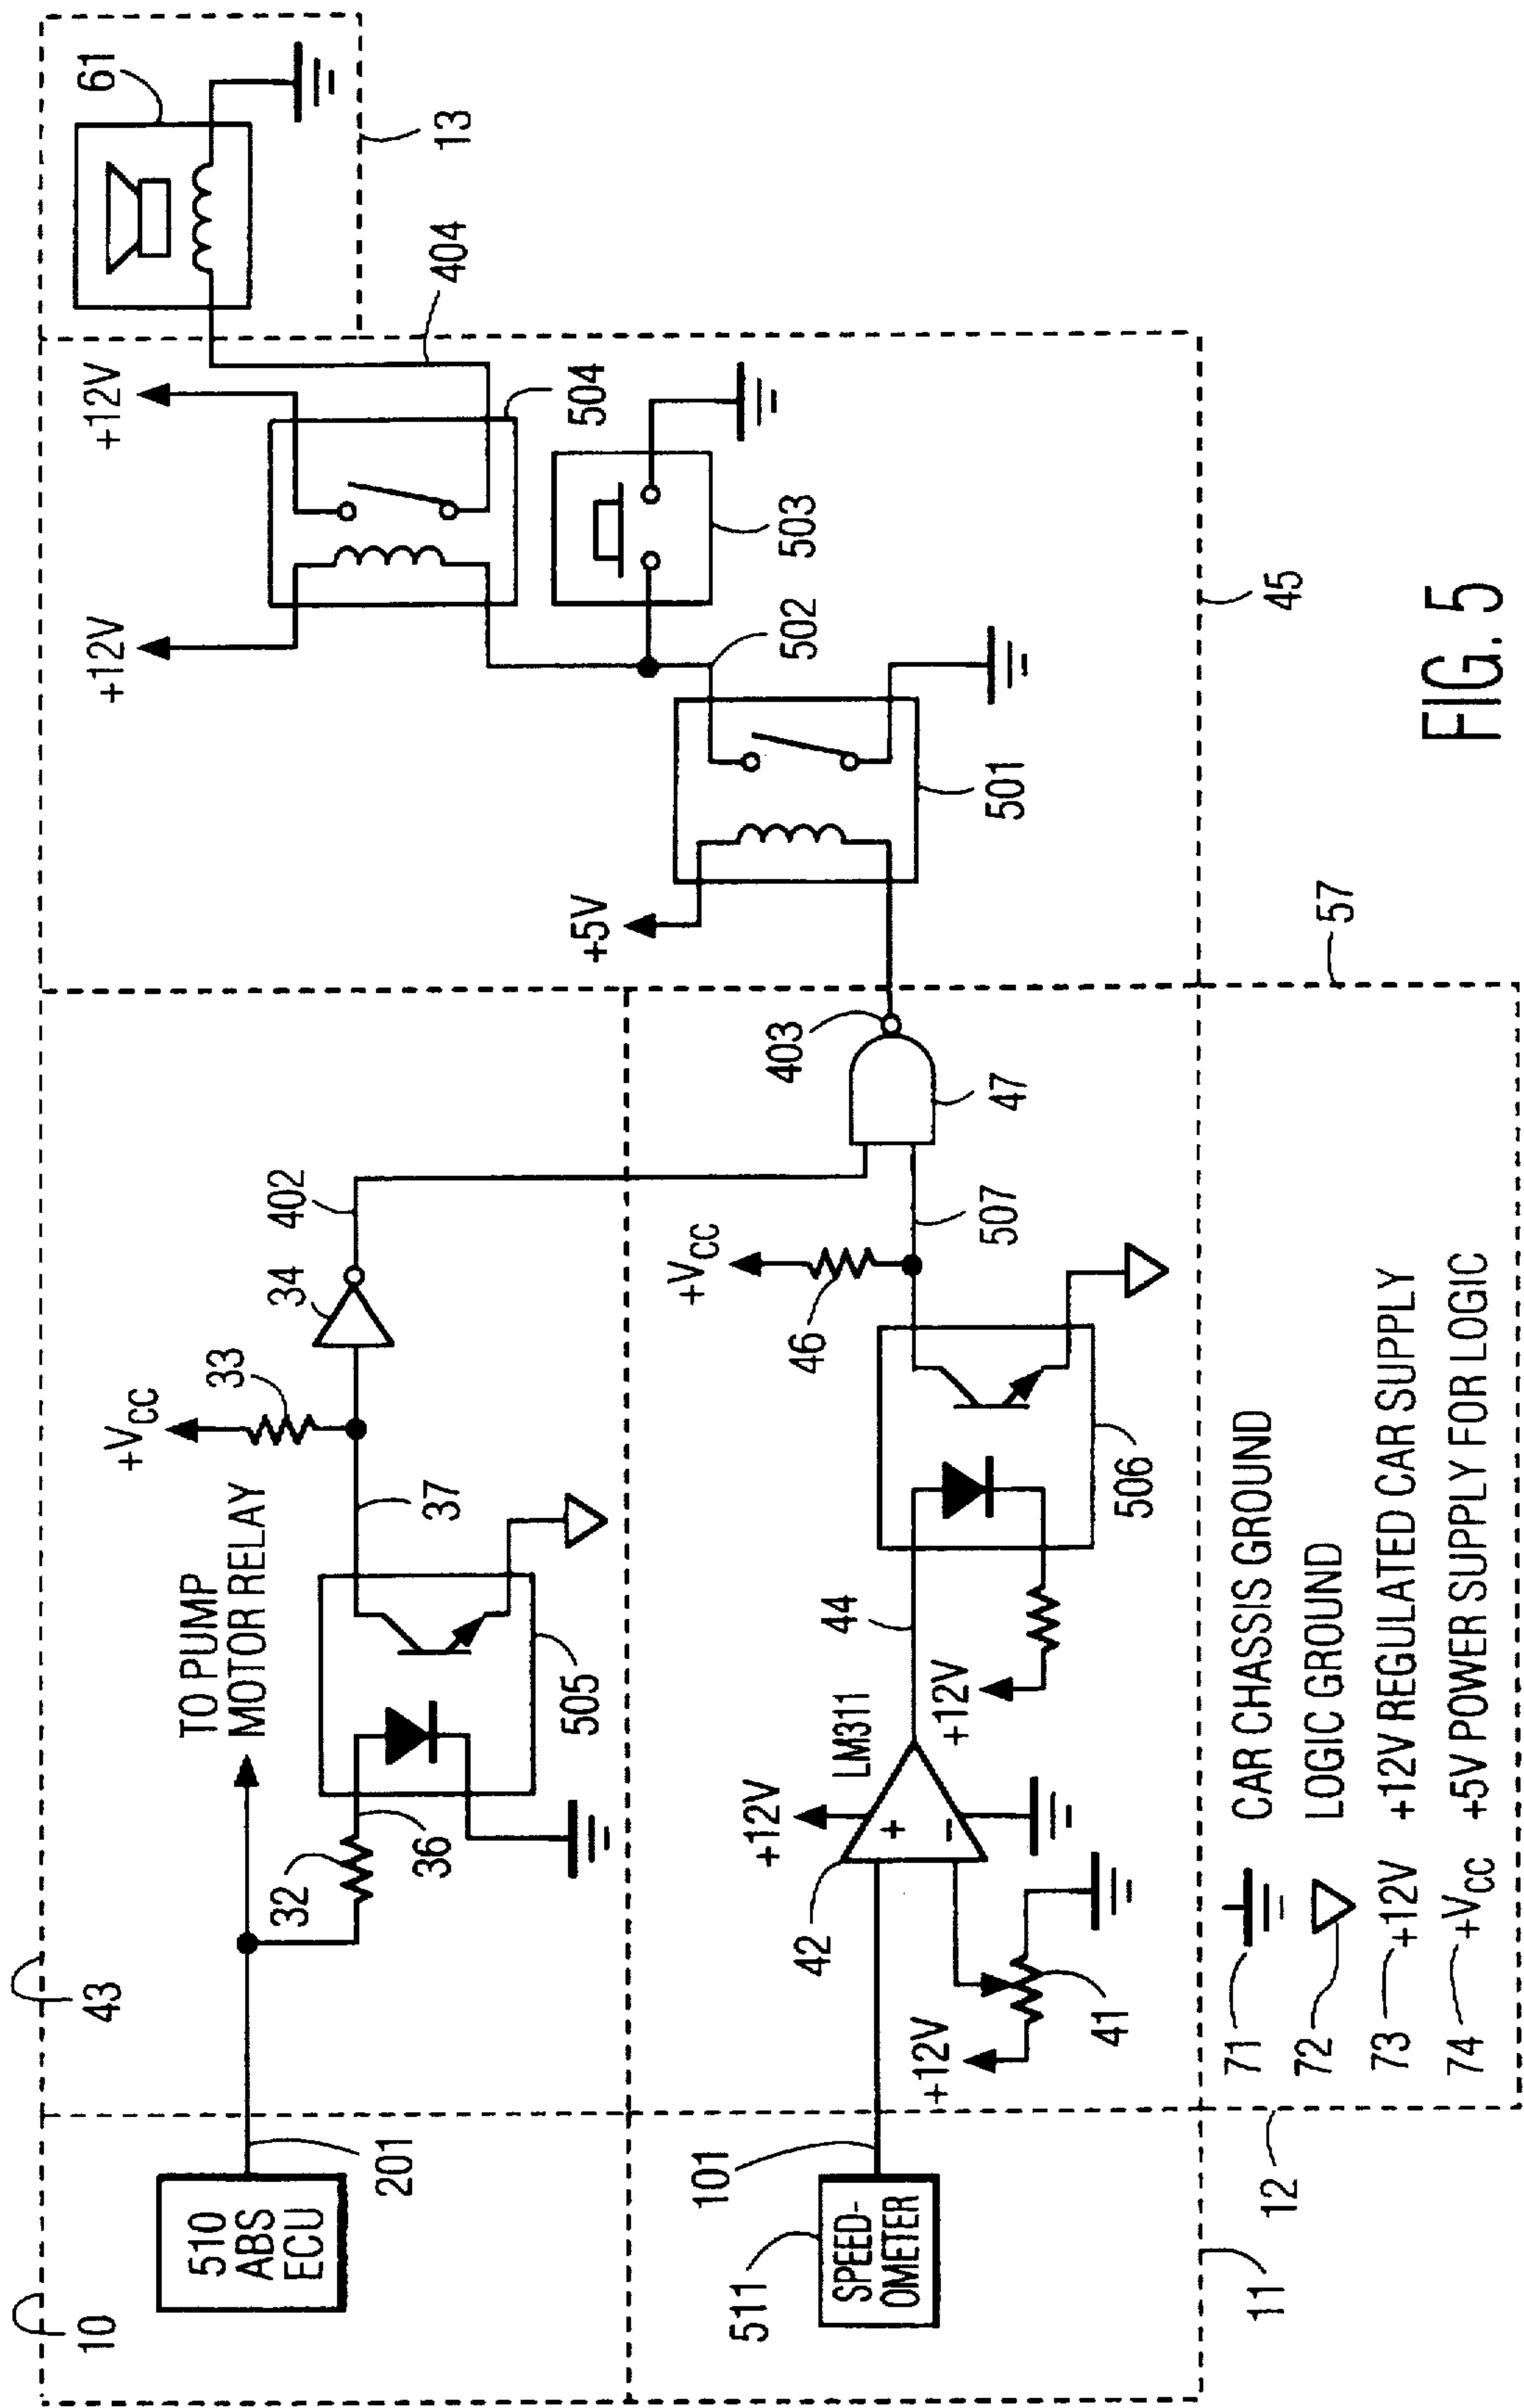 10
43
510
ABS
ECU
201
TO PUMP
MOTOR RELAY
32
36
505
37
+VCC
33
34
402
+12V
+12V
504
404
61
13
503
502
+5V
501
45
511
SPEED-
OMETER
101
+12V
41
42
+12V
LM311
44
+12V
506
46
+VCC
507
47
403
57
11
12
71 CAR CHASSIS GROUND
72 LOGIC GROUND
73 +12V +12V REGULATED CAR SUPPLY
74 +VCC +5V POWER SUPPLY FOR LOGIC
+
−
FIG. 5